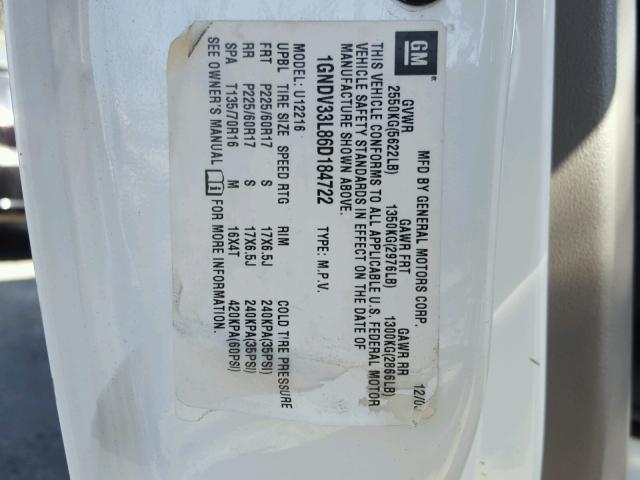 GM
MFD BY GENERAL MOTORS CORP. 12/05
GVWR GAWR FRT GAWR RR
2550KG(5622LB) 1350KG(2976LB) 1300KG(2866LB)
THIS VEHICLE CONFORMS TO ALL APPLICABLE U.S. FEDERAL MOTOR
VEHICLE SAFETY STANDARDS IN EFFECT ON THE DATE OF
MANUFACTURE SHOWN ABOVE.
1GNDV33L86D184722 TYPE: M.P.V.
MODEL: U12216
UPBL TIRE SIZE SPEED RTG RIM COLD TIRE PRESSURE
FRT P225/60R17 S 17X6.5J 240KPA(35PSI)
RR P225/60R17 S 17X6.5J 240KPA(35PSI)
SPA T135/70R16 M 16X4T 420KPA(60PSI)
SEE OWNER'S MANUAL FOR MORE INFORMATION.